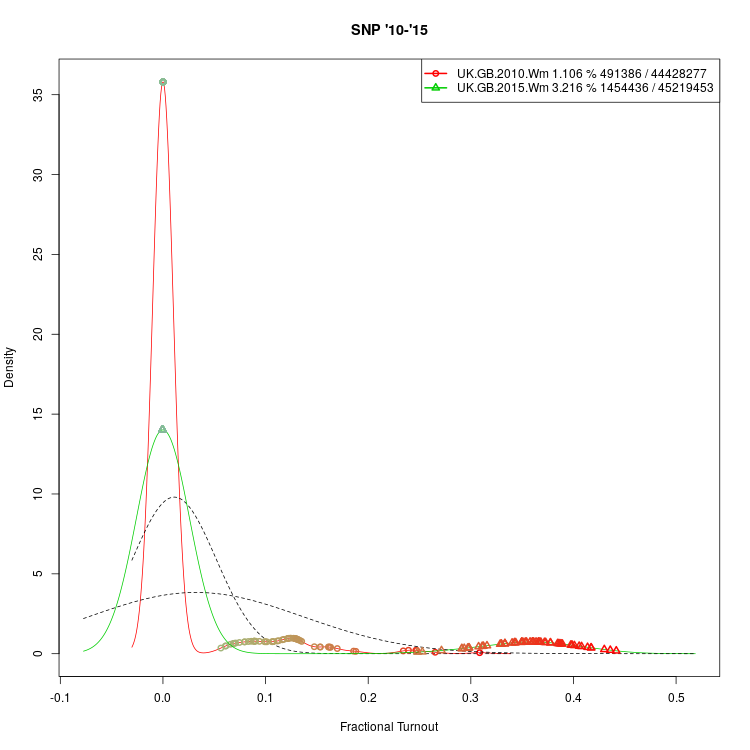 SNP '10-'15
UK.GB.2010.Wm 1.106 % 491386 / 44428277
UK.GB.2015.Wm 3.216 % 1454436 / 45219453
Density
35
30
25
20
15
10
5
0
-0.1 0.0 0.1 0.2 0.3 0.4 0.5
Fractional Turnout